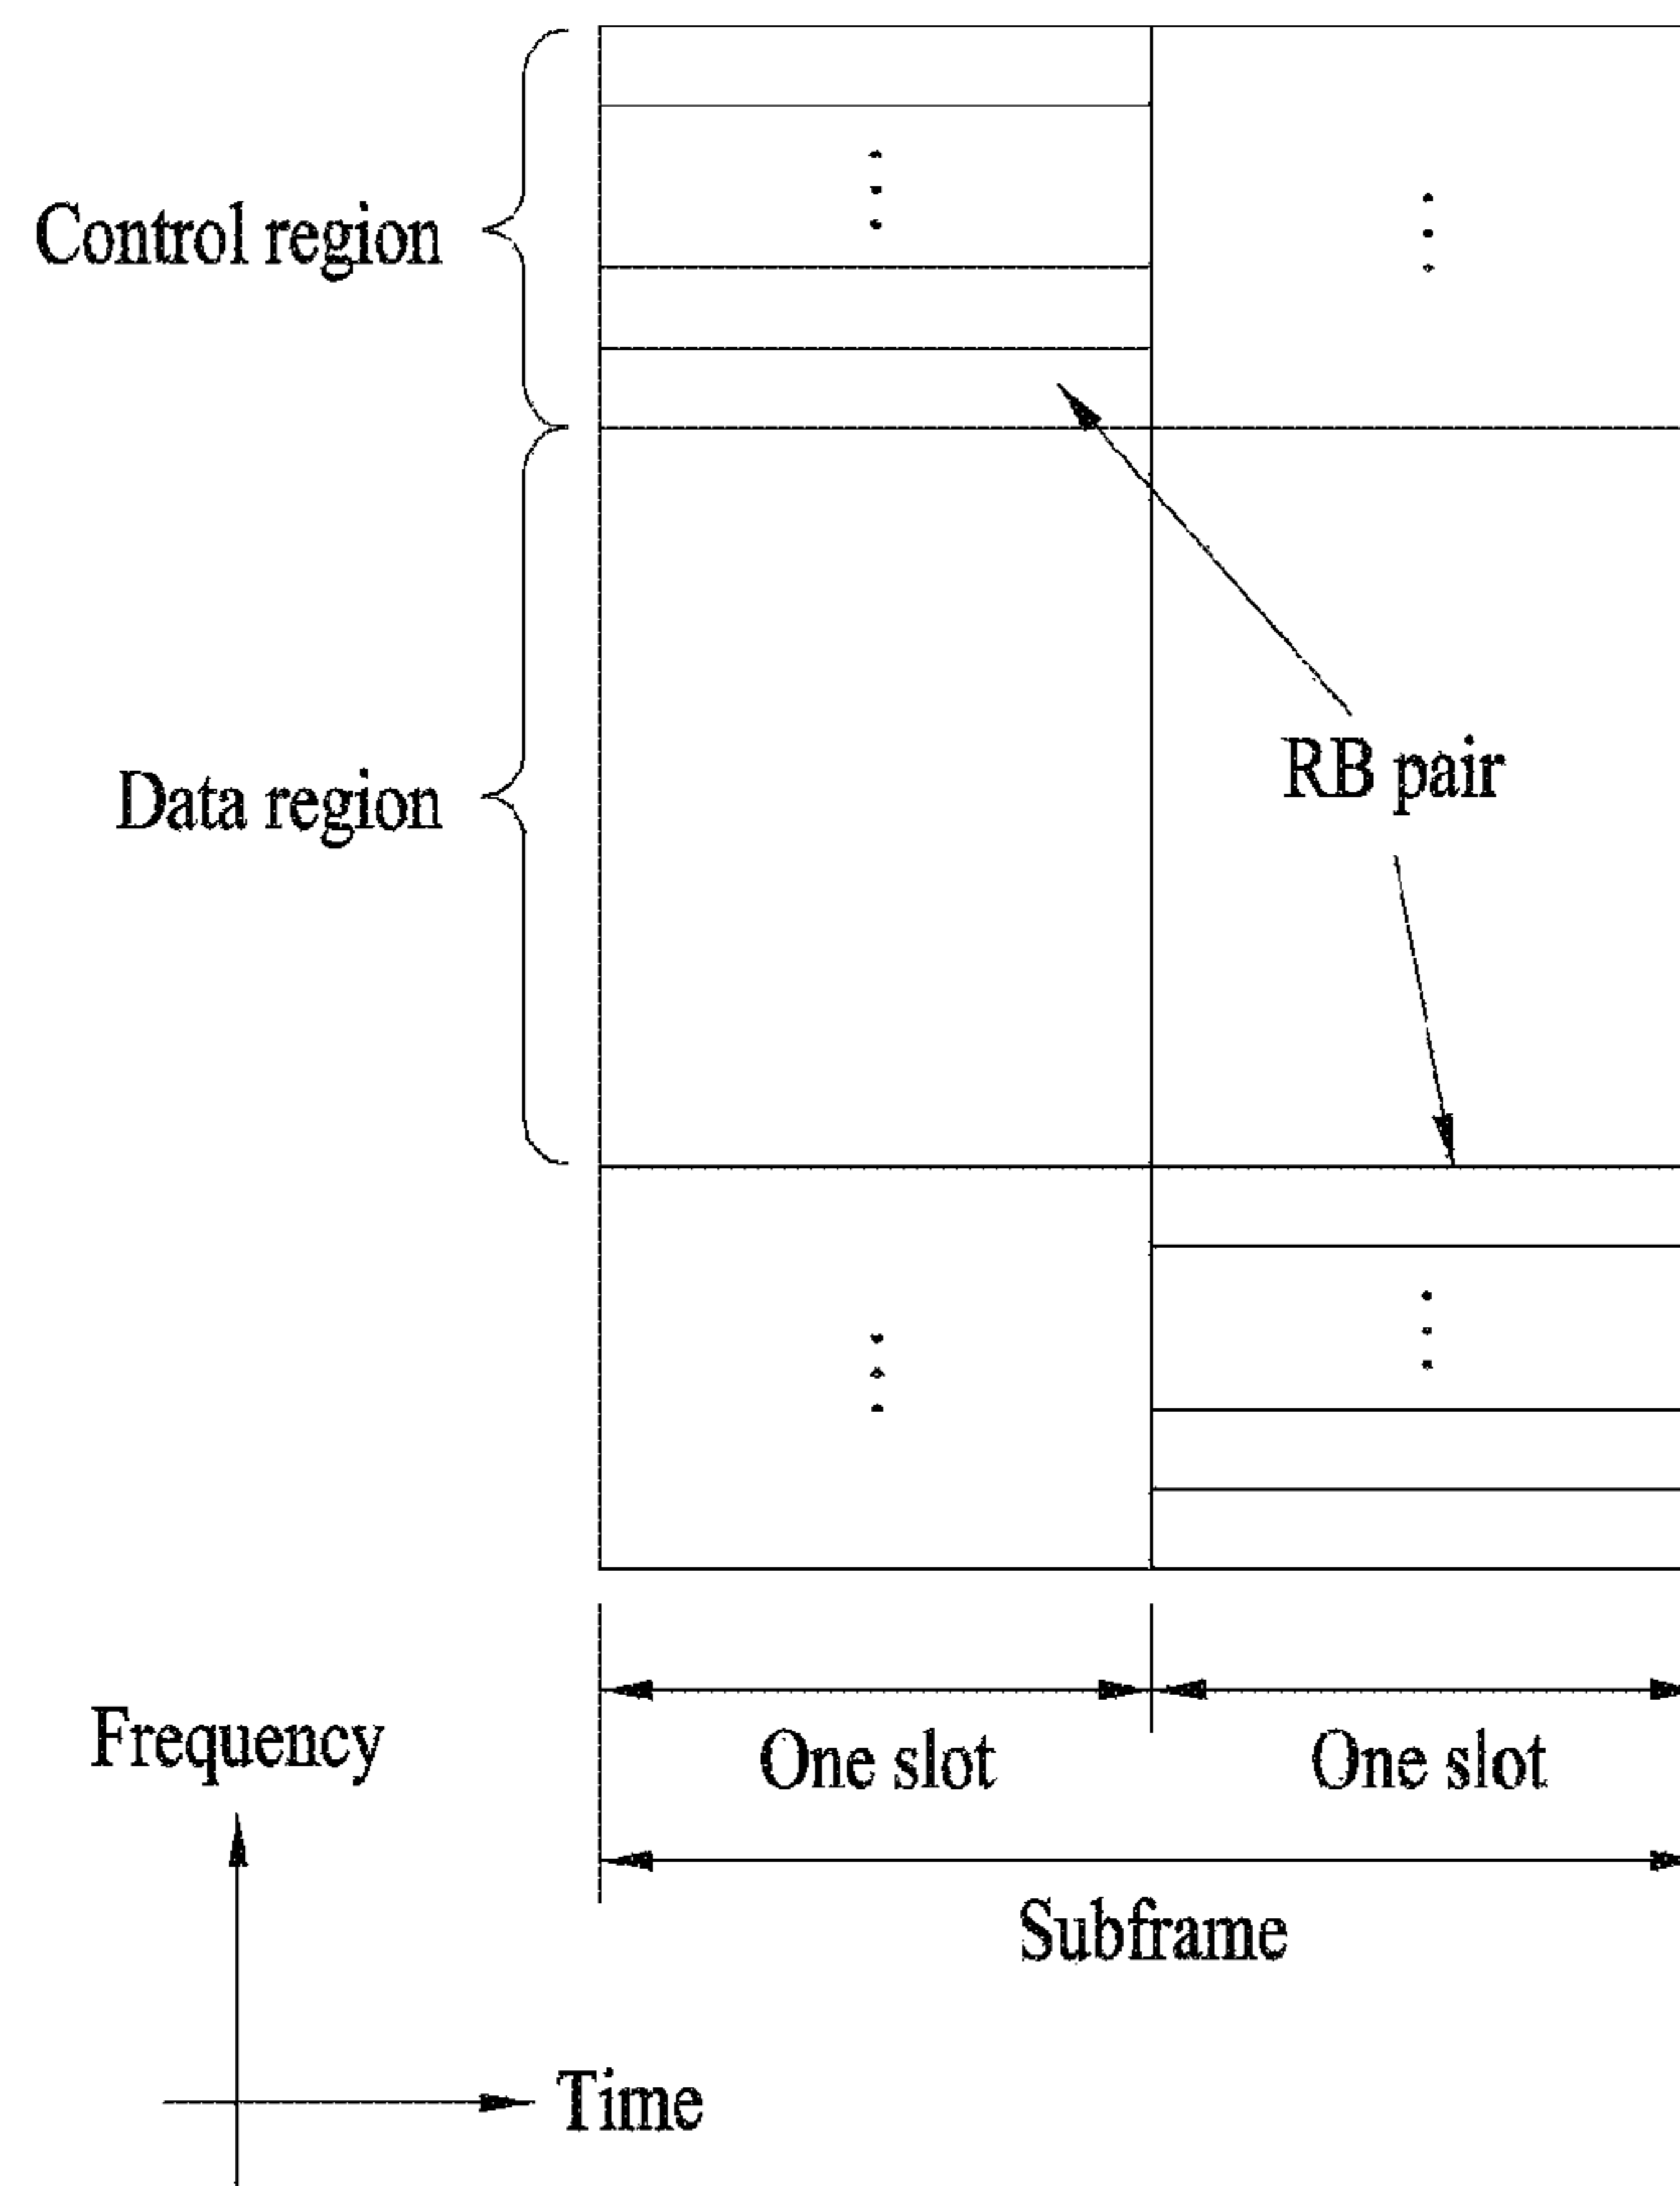 Control region
Data region
RB pair
One slot
One slot
Subframe
Frequency
Time